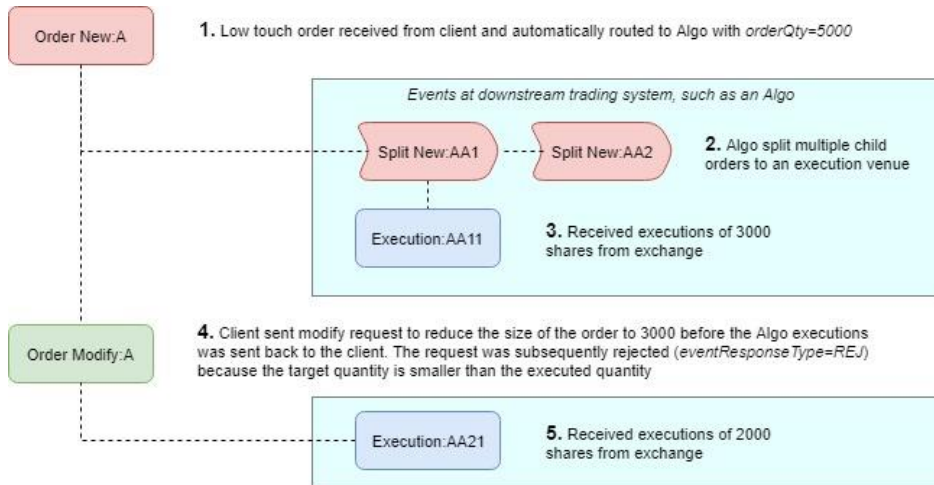 Order New:A
1. Low touch order received from client and automatically routed to Algo with orderQty=5000
Events at downstream trading system, such as an Algo
Split New:AA1
Split New:AA2
2. Algo split multiple child
orders to an execution venue
Execution:AA11
3. Received executions of 3000
shares from exchange
Order Modify:A
4. Client sent modify request to reduce the size of the order to 3000 before the Algo executions
was sent back to the client. The request was subsequently rejected (eventResponseType=REJ)
because the target quantity is smaller than the executed quantity
Execution:AA21
5. Received executions of 2000
shares from exchange